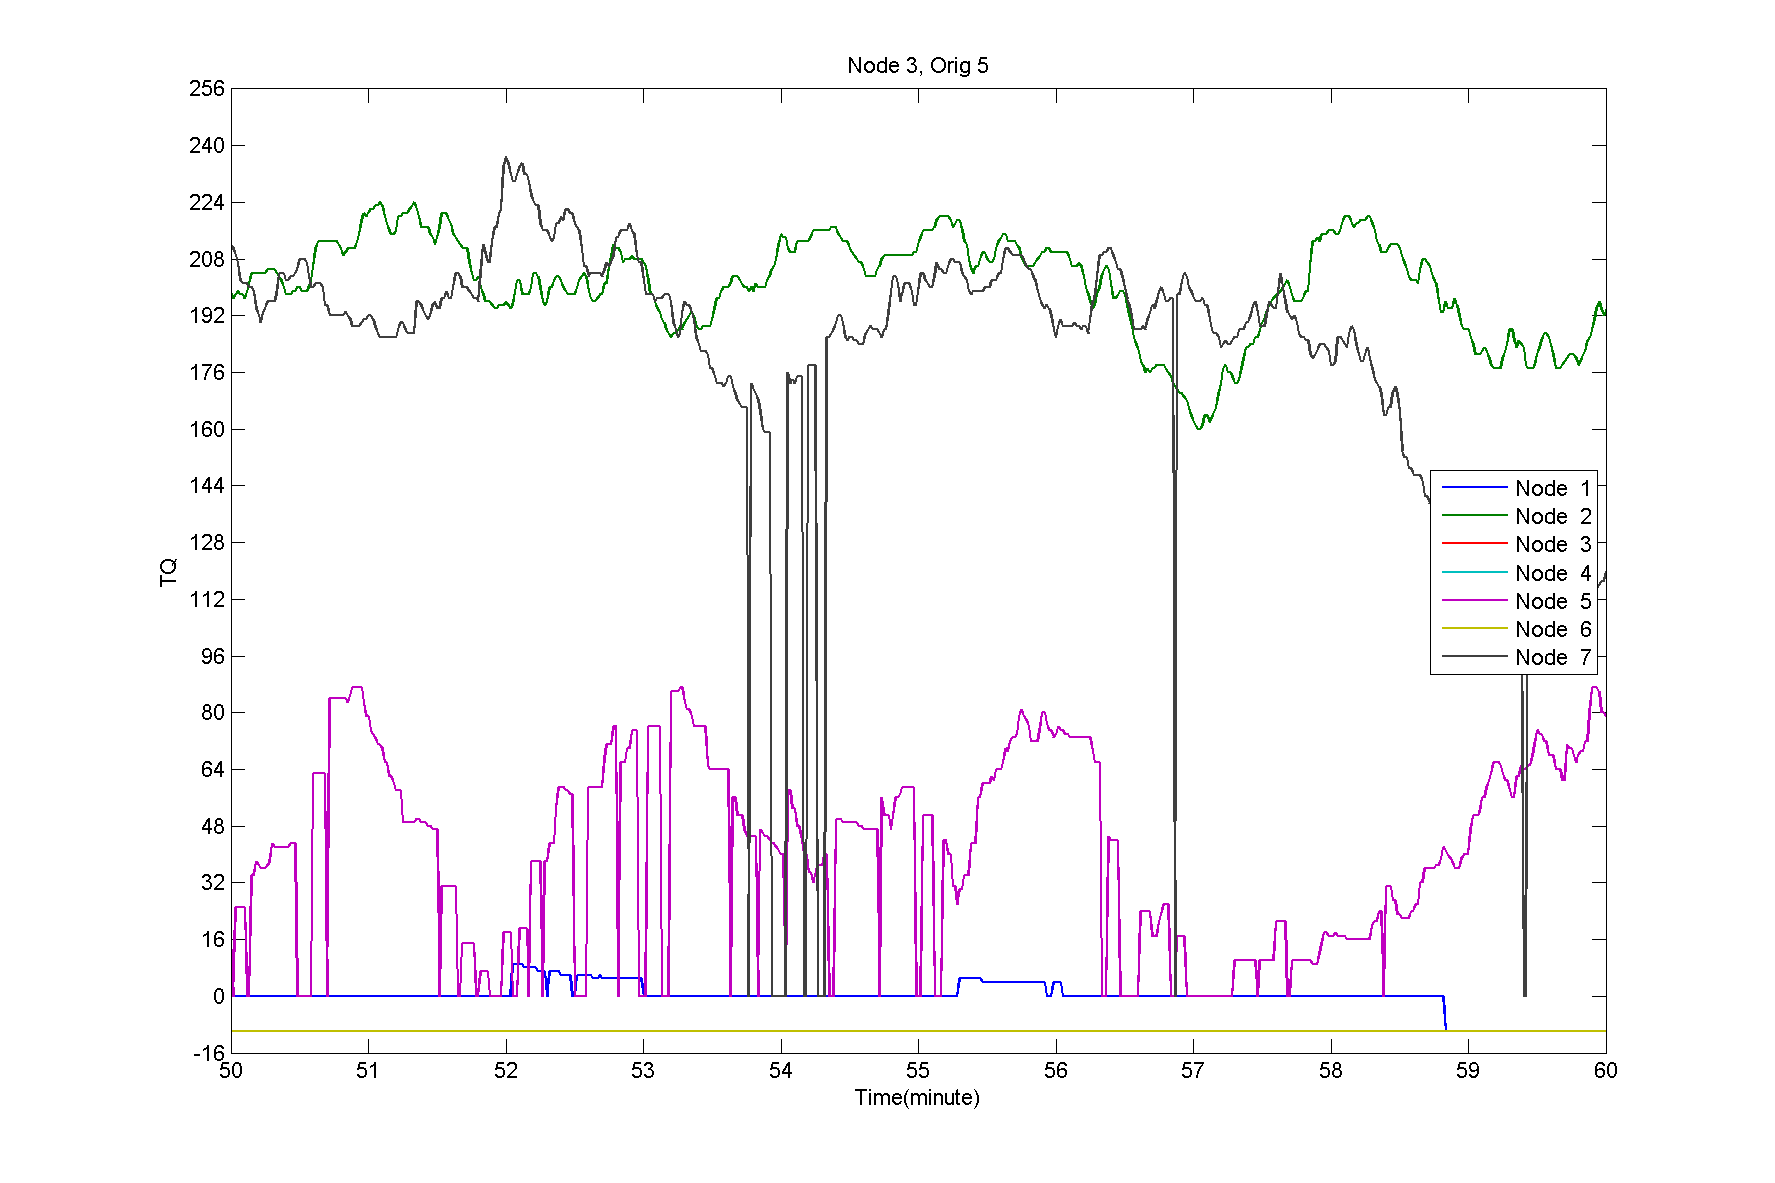 Node 3, Orig 5
256
240
224
208
192
176
160
144
128
112
96
80
64
48
32
16
0
-16
TQ
Node 1
Node 2
Node 3
Node 4
Node 5
Node 6
Node 7
50 51 52 53 54 55 56 57 58 59 60
Time(minute)